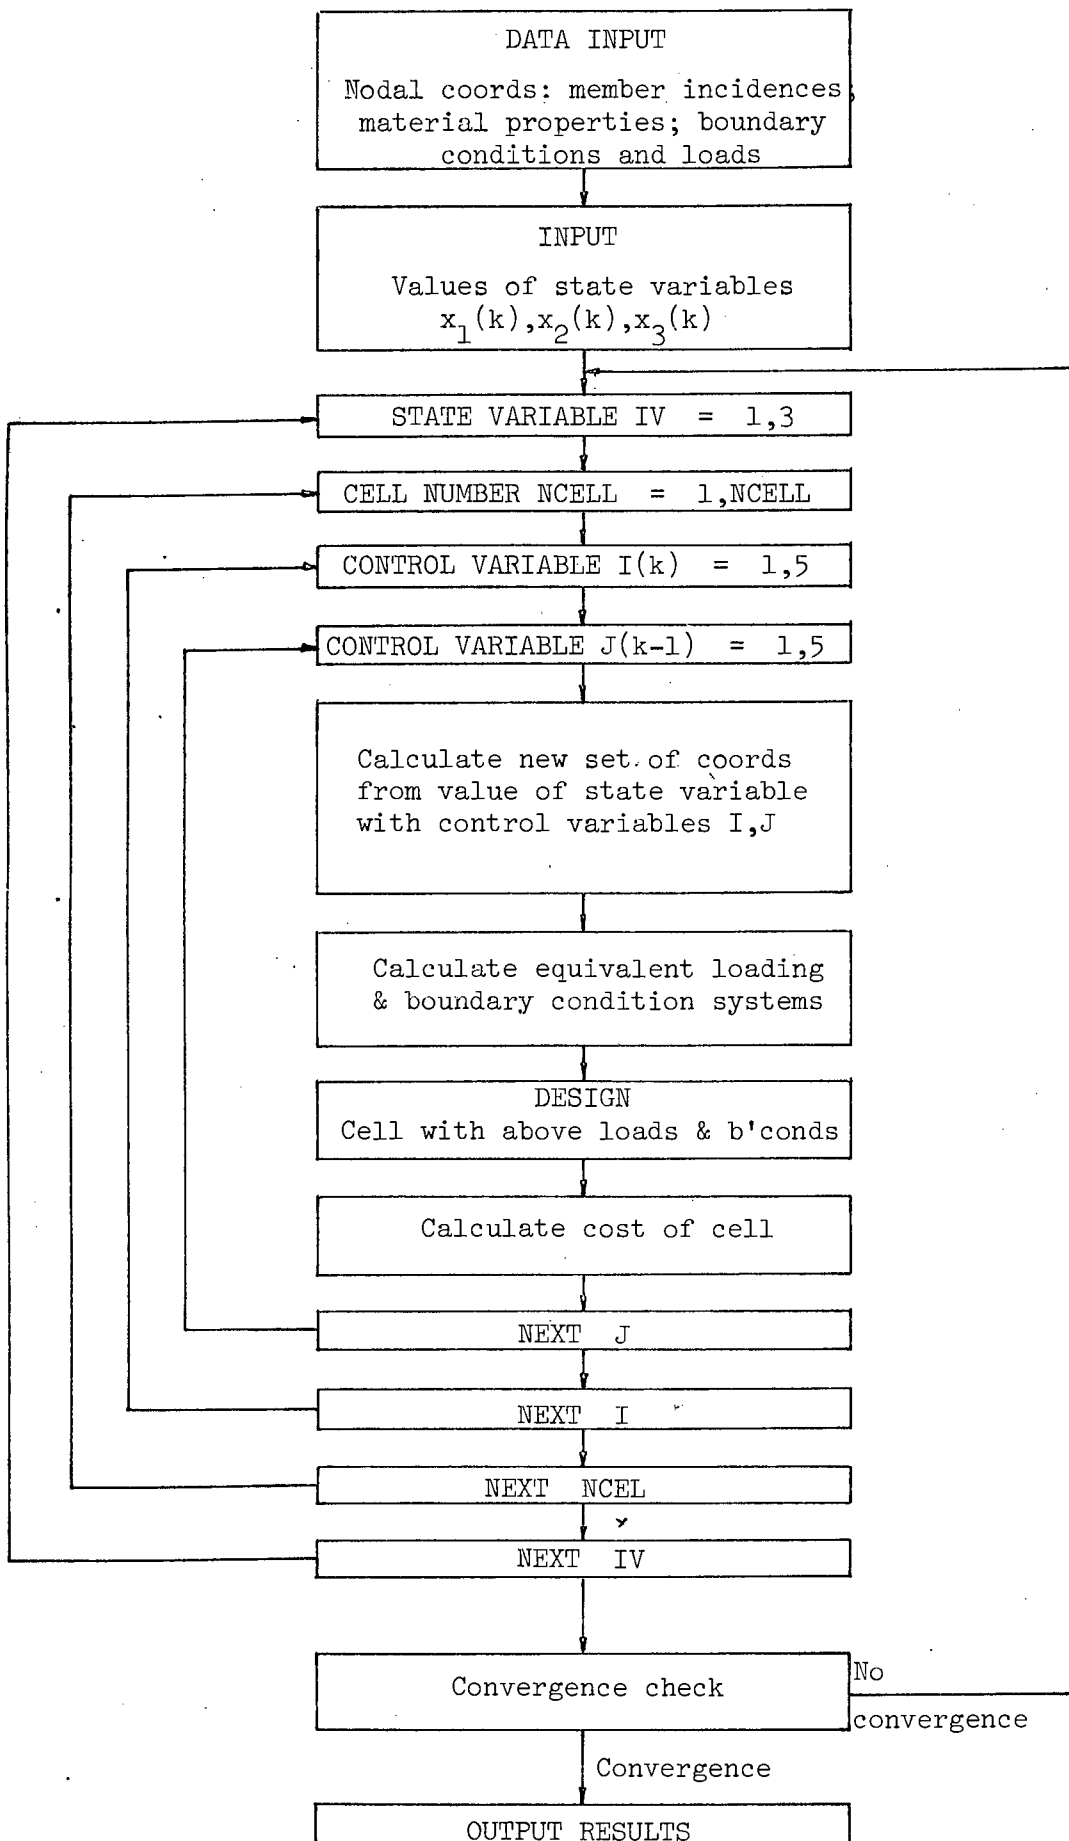 DATA INPUT
Nodal coords: member incidences;
material properties; boundary
conditions and loads
INPUT
Values of state variables
x1(k),x2(k),x3(k)
STATE VARIABLE IV = 1,3
CELL NUMBER NCELL = 1,NCELL
CONTROL VARIABLE I(k) = 1,5
CONTROL VARIABLE J(k-1) = 1,5
Calculate new set of coords
from value of state variable
with control variables I,J
Calculate equivalent loading
& boundary condition systems
DESIGN
Cell with above loads & b'conds
Calculate cost of cell
NEXT J
NEXT I
NEXT NCEL
NEXT IV
Convergence check
No
convergence
Convergence
OUTPUT RESULTS